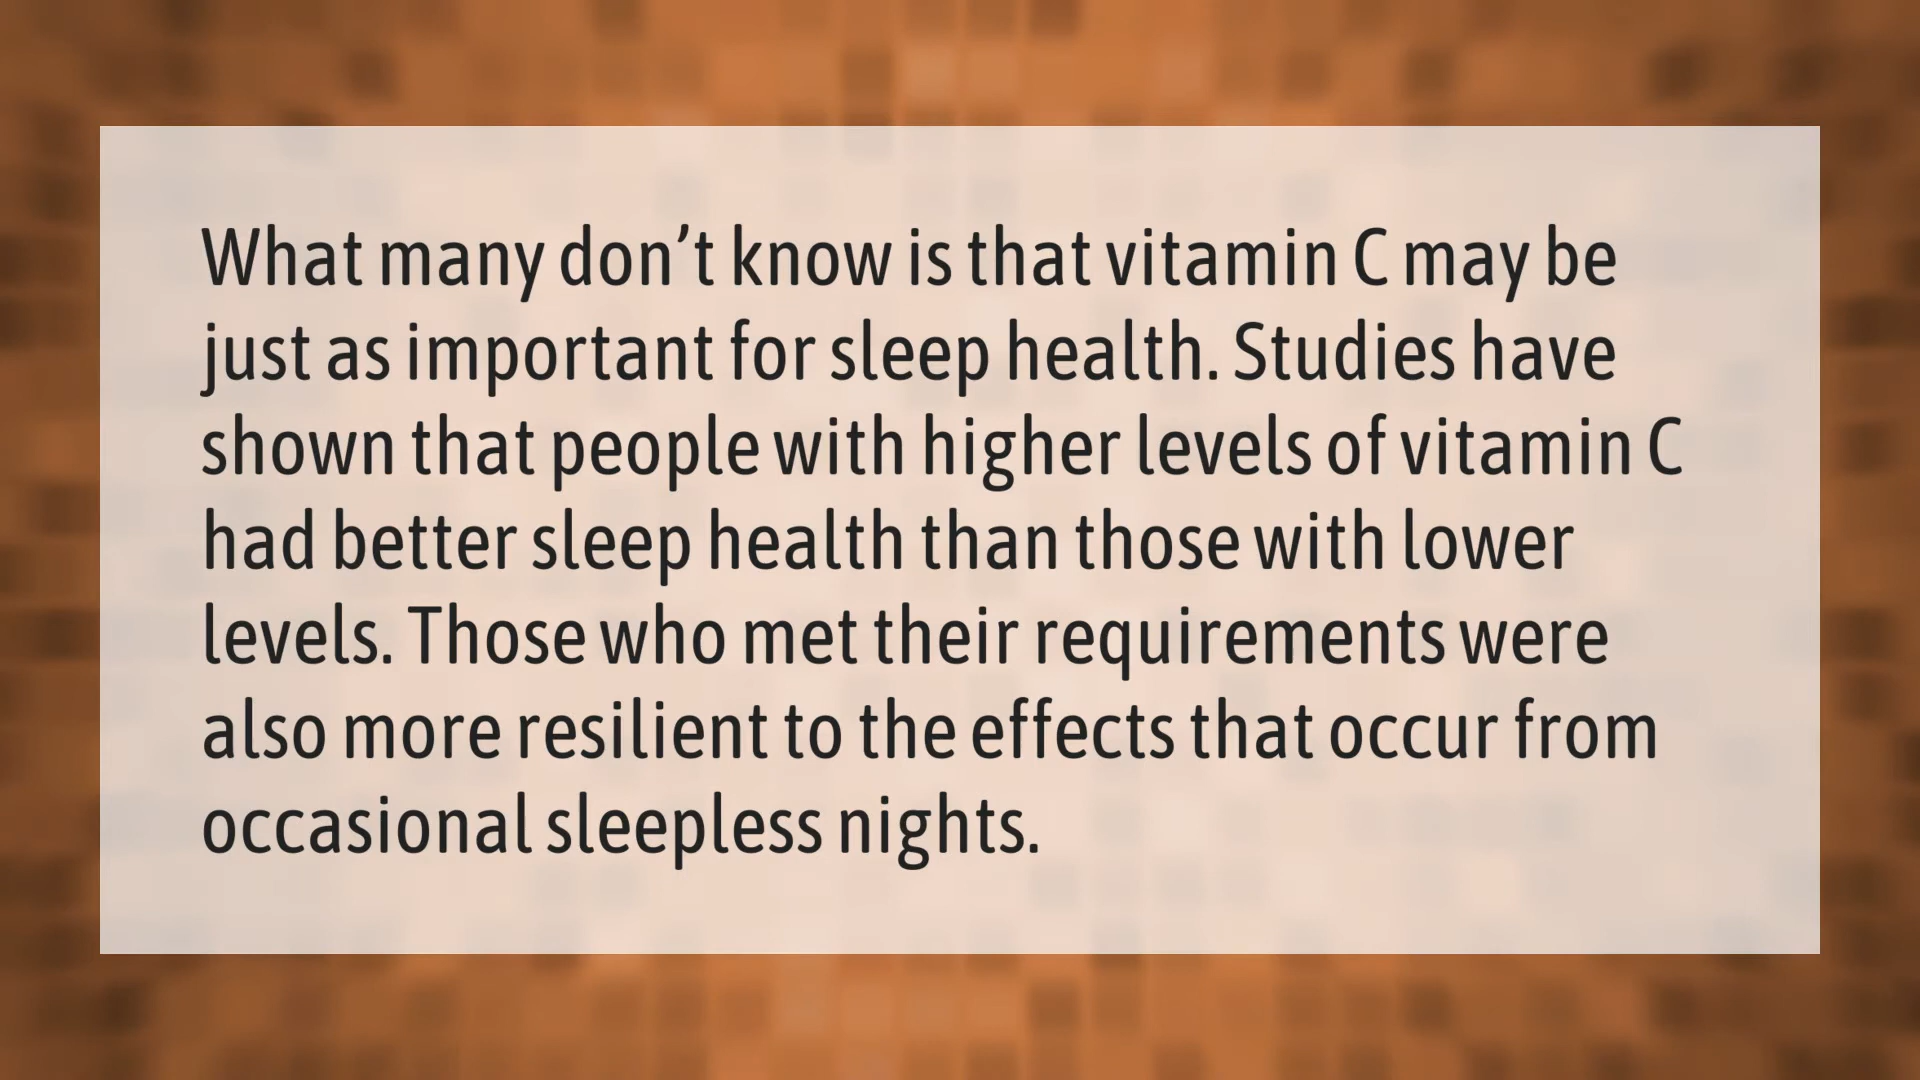 What many don’t know is that vitamin C may be
just as important for sleep health. Studies have
shown that people with higher levels of vitamin C
had better sleep health than those with lower
levels. Those who met their requirements were
also more resilient to the effects that occur from
occasional sleepless nights.